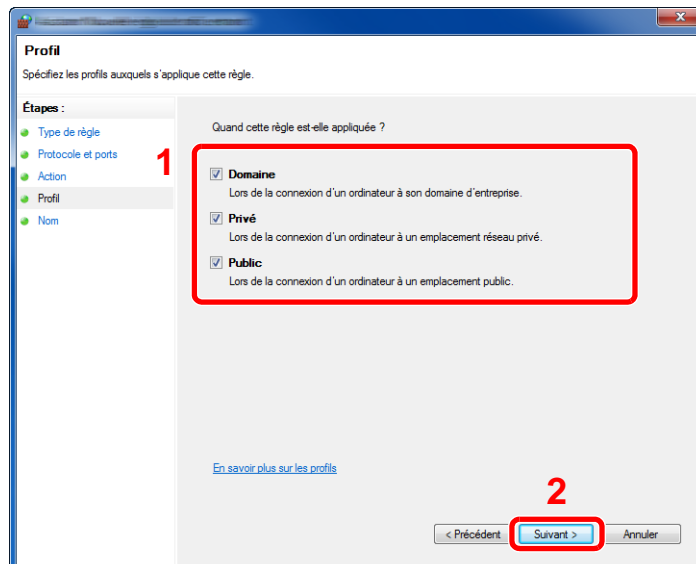 Profil
Spécifiez les profils auxquels s'applique cette règle.
Étapes :
Type de règle
Protocole et ports
Action
Profil
Nom
Quand cette règle est-elle appliquée ?
1
Domaine
Lors de la connexion d'un ordinateur à son domaine d'entreprise.
Privé
Lors de la connexion d'un ordinateur à un emplacement réseau privé.
Public
Lors de la connexion d'un ordinateur à un emplacement public.
En savoir plus sur les profils
2
< Précédent
Suivant >
Annuler